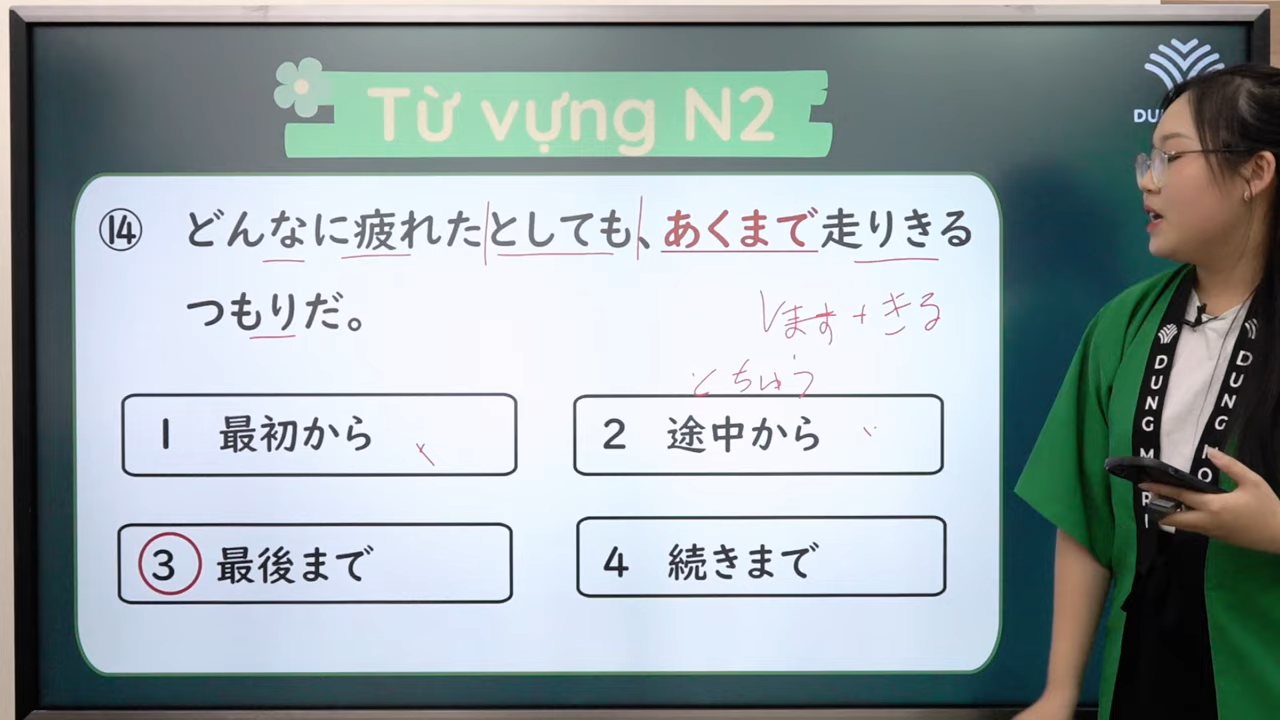 Từ vựng N2
⑭ どんなに疲れたとしても、あくまで走りきる
つもりだ。
Vます + きる
とちゅう
1 最初から
2 途中から
③ 最後まで
4 続きまで
DUNG
DUNG